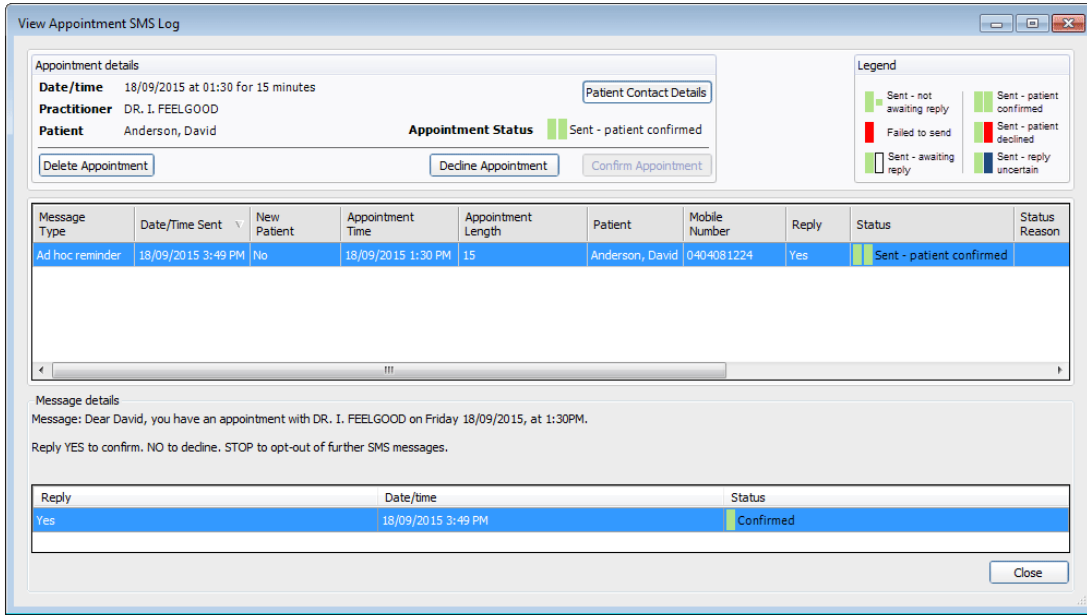 View Appointment SMS Log
Appointment details
Date/time 18/09/2015 at 01:30 for 15 minutes
Patient Contact Details
Practitioner DR. I. FEELGOOD
Patient Anderson, David
Appointment Status Sent - patient confirmed
Delete Appointment
Decline Appointment
Confirm Appointment
Legend
Sent - not
awaiting reply
Sent - patient
confirmed
Failed to send
Sent - patient
declined
Sent - awaiting
reply
Sent - reply
uncertain
Message
Type
Date/Time Sent
New
Patient
Appointment
Time
Appointment
Length
Patient
Mobile
Number
Reply
Status
Status
Reason
Ad hoc reminder 18/09/2015 3:49 PM No 18/09/2015 1:30 PM 15 Anderson, David 0404081224 Yes Sent - patient confirmed
Message details
Message: Dear David, you have an appointment with DR. I. FEELGOOD on Friday 18/09/2015, at 1:30PM.
Reply YES to confirm. NO to decline. STOP to opt-out of further SMS messages.
Reply Date/time Status
Yes 18/09/2015 3:49 PM Confirmed
Close